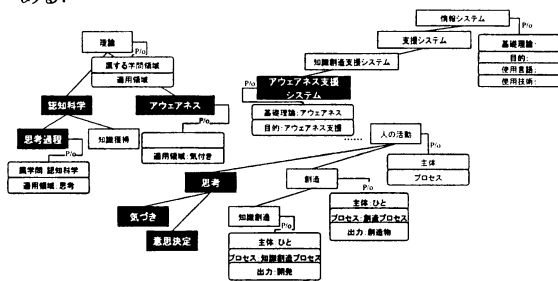 ある.
理論
P/o
属する学問領域
適用領域
認知科学
アウェアネス
P/o
適用領域:気付き
思考過程
知識獲得
P/o
属学問:認知科学
適用領域:思考
情報システム
P/o
支援システム
基礎理論:
目的:
使用言語:
使用技術:
知識創造支援システム
アウェアネス支援
システム
P/o
基礎理論:アウェアネス
目的:アウェアネス支援
……
人の活動
P/o
主体
プロセス
思考
創造
P/o
主体:ひと
プロセス:創造プロセス
出力:創造物
気づき
意思決定
知識創造
P/o
主体:ひと
プロセス:知識創造プロセス
出力:開発